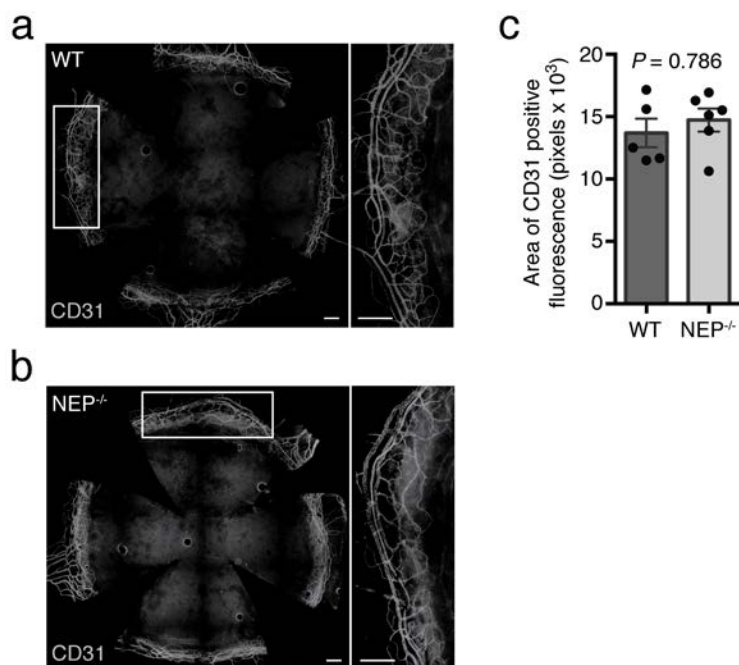 a
WT
CD31
b
NEP-/-
CD31
c
P = 0.786
Area of CD31 positive
fluorescence (pixels x 10³)
20
15
10
5
0
WT
NEP-/-